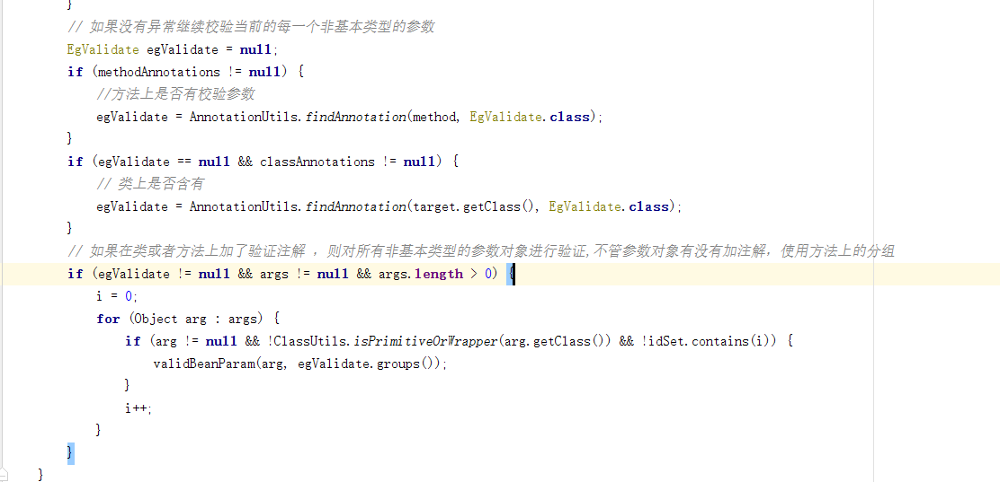 }
// 如果没有异常继续校验当前的每一个非基本类型的参数
EgValidate egValidate = null;
if (methodAnnotations != null) {
//方法上是否有校验参数
egValidate = AnnotationUtils.findAnnotation(method, EgValidate.class);
}
if (egValidate == null && classAnnotations != null) {
// 类上是否含有
egValidate = AnnotationUtils.findAnnotation(target.getClass(), EgValidate.class);
}
// 如果在类或者方法上加了验证注解 ，则对所有非基本类型的参数对象进行验证,不管参数对象有没有加注解，使用方法上的分组
if (egValidate != null && args != null && args.length > 0) {
i = 0;
for (Object arg : args) {
if (arg != null && !ClassUtils.isPrimitiveOrWrapper(arg.getClass()) && !idSet.contains(i)) {
validBeanParam(arg, egValidate.groups());
}
i++;
}
}
}